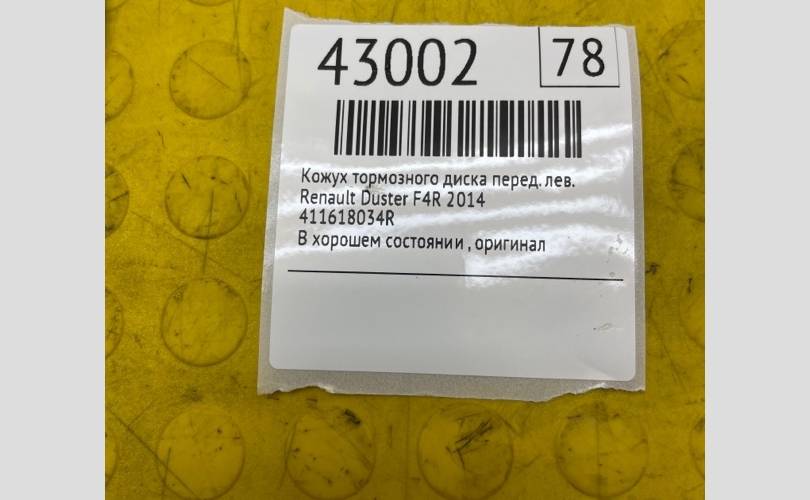 43002
78
Кожух тормозного диска перед. лев.
Renault Duster F4R 2014
411618034R
В хорошем состоянии , оригинал